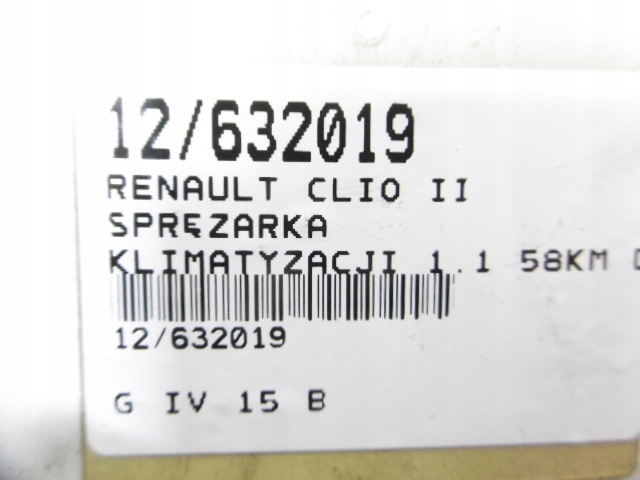 12/632019
RENAULT CLIO II
SPRĘZARKA
KLIMATYZACJI 1.1 58KM
12/632019
G IV 15 B